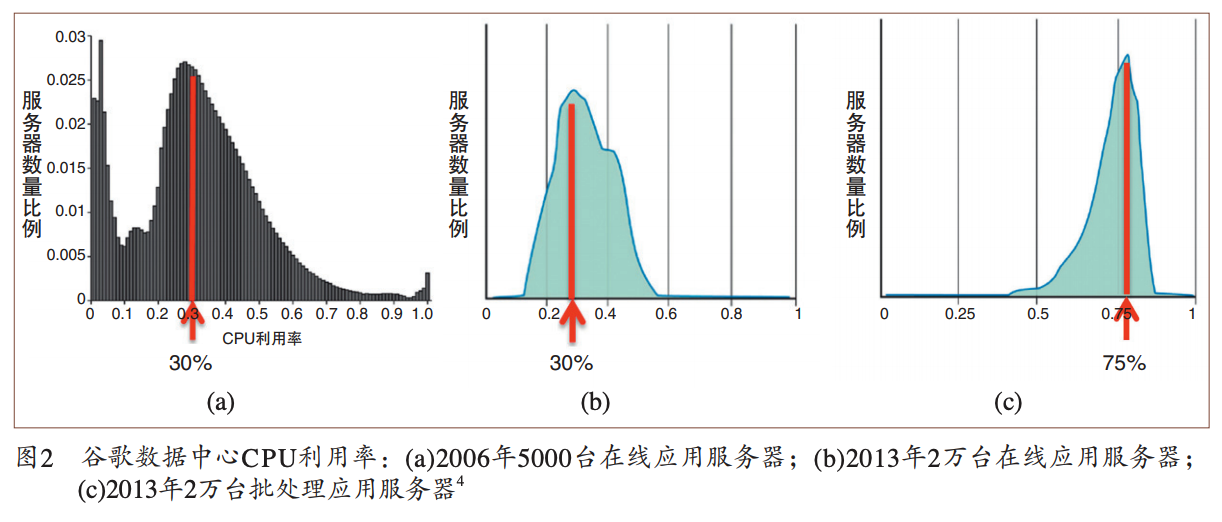 0.03
0.025
0.02
0.015
0.01
0.005
0
服务器数量比例
0 0.1 0.2 0.3 0.4 0.5 0.6 0.7 0.8 0.9 1.0
CPU利用率
30%
(a)
服务器数量比例
0 0.2 0.4 0.6 0.8 1
30%
(b)
服务器数量比例
0 0.25 0.5 0.75 1
75%
(c)
图2 谷歌数据中心CPU利用率：(a)2006年5000台在线应用服务器；(b)2013年2万台在线应用服务器；
(c)2013年2万台批处理应用服务器4